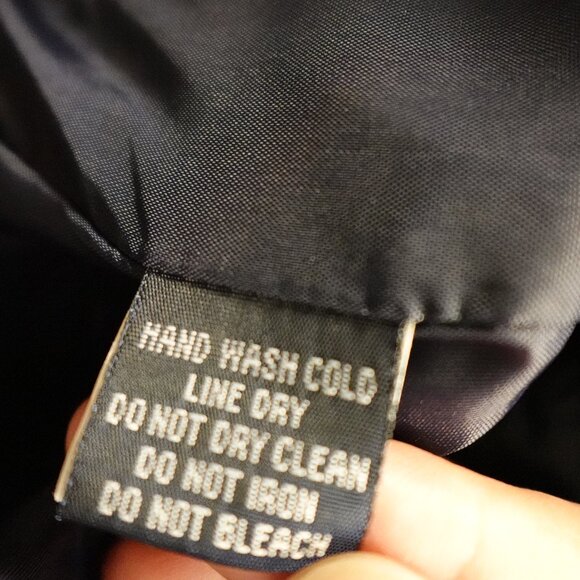 HAND WASH COLD
LINE DRY
DO NOT DRY CLEAN
DO NOT IRON
DO NOT BLEACH